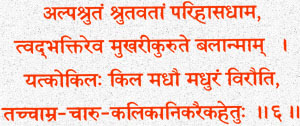 अल्पश्रुतं श्रुतवतां परिहासधाम,
त्वद्भक्तिरेव मुखरीकुरुते बलान्माम् ।
यत्कोकिलः किल मधौ मधुरं विरौति,
तच्चाम्र-चारु-कलिकानिकरैकहेतुः ॥६॥